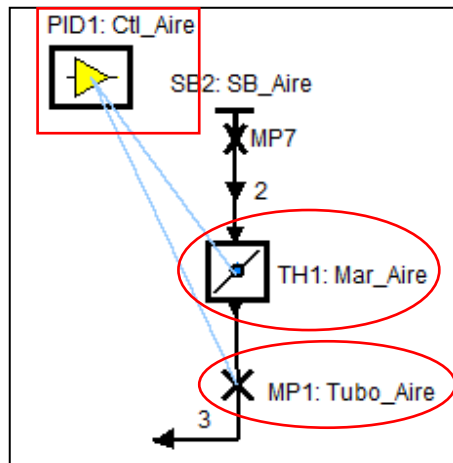 PID1: Ctl_Aire
SB2: SB_Aire
MP7
2
TH1: Mar_Aire
MP1: Tubo_Aire
3